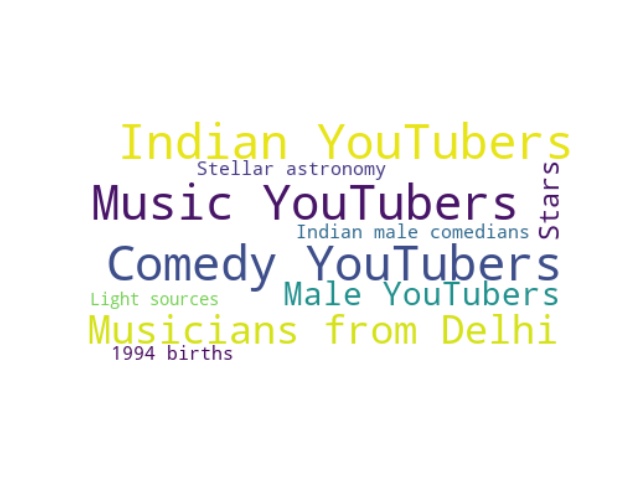 Indian YouTubers
Stellar astronomy
Stars
Music YouTubers
Indian male comedians
Comedy YouTubers
Male YouTubers
Light sources
Musicians from Delhi
1994 births